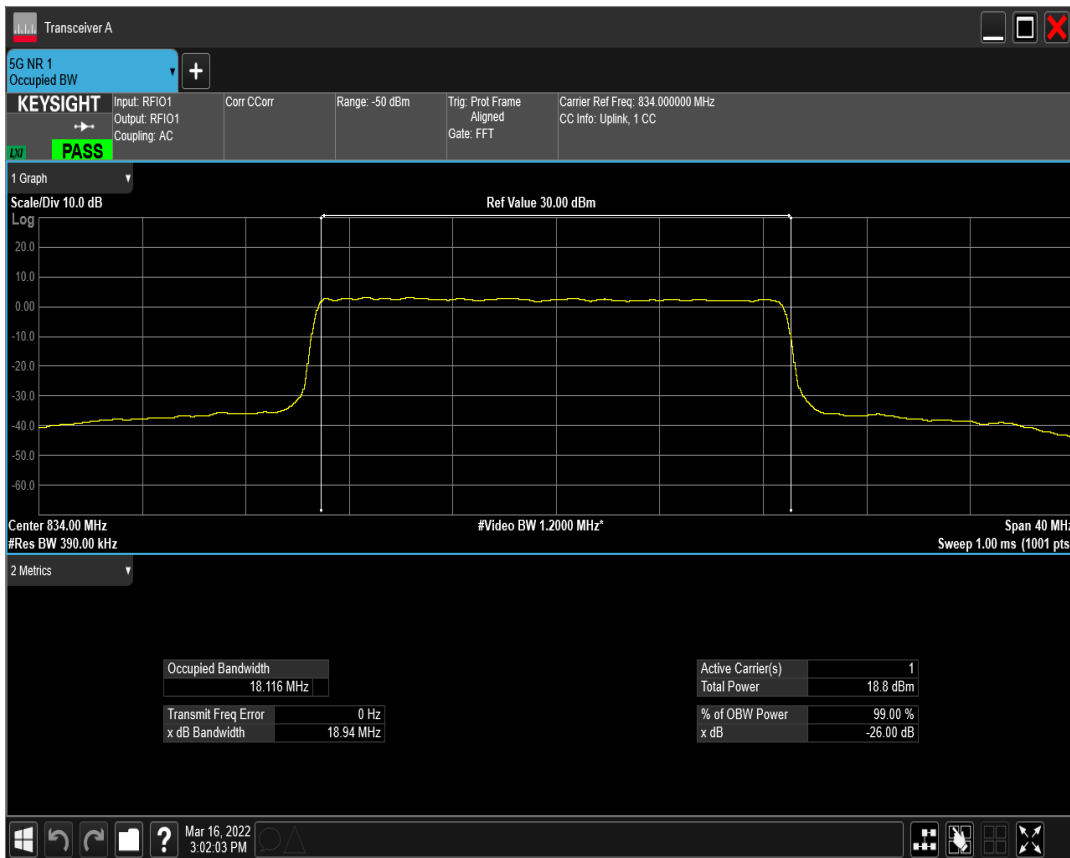 Transceiver A
5G NR 1
Occupied BW
+
KEYSIGHT
LXI
PASS
Input: RFIO1
Output: RFIO1
Coupling: AC
Corr CCorr
Range: -50 dBm
Trig: Prot Frame
Aligned
Gate: FFT
Carrier Ref Freq: 834.000000 MHz
CC Info: Uplink, 1 CC
1 Graph
Scale/Div 10.0 dB
Ref Value 30.00 dBm
Log
20.0
10.0
0.00
-10.0
-20.0
-30.0
-40.0
-50.0
-60.0
Center 834.00 MHz
#Video BW 1.2000 MHz*
Span 40 MHz
#Res BW 390.00 kHz
Sweep 1.00 ms (1001 pts
2 Metrics
Occupied Bandwidth
18.116 MHz
Transmit Freq Error 0 Hz
x dB Bandwidth 18.94 MHz
Active Carrier(s) 1
Total Power 18.8 dBm
% of OBW Power 99.00 %
x dB -26.00 dB
?
Mar 16, 2022
3:02:03 PM